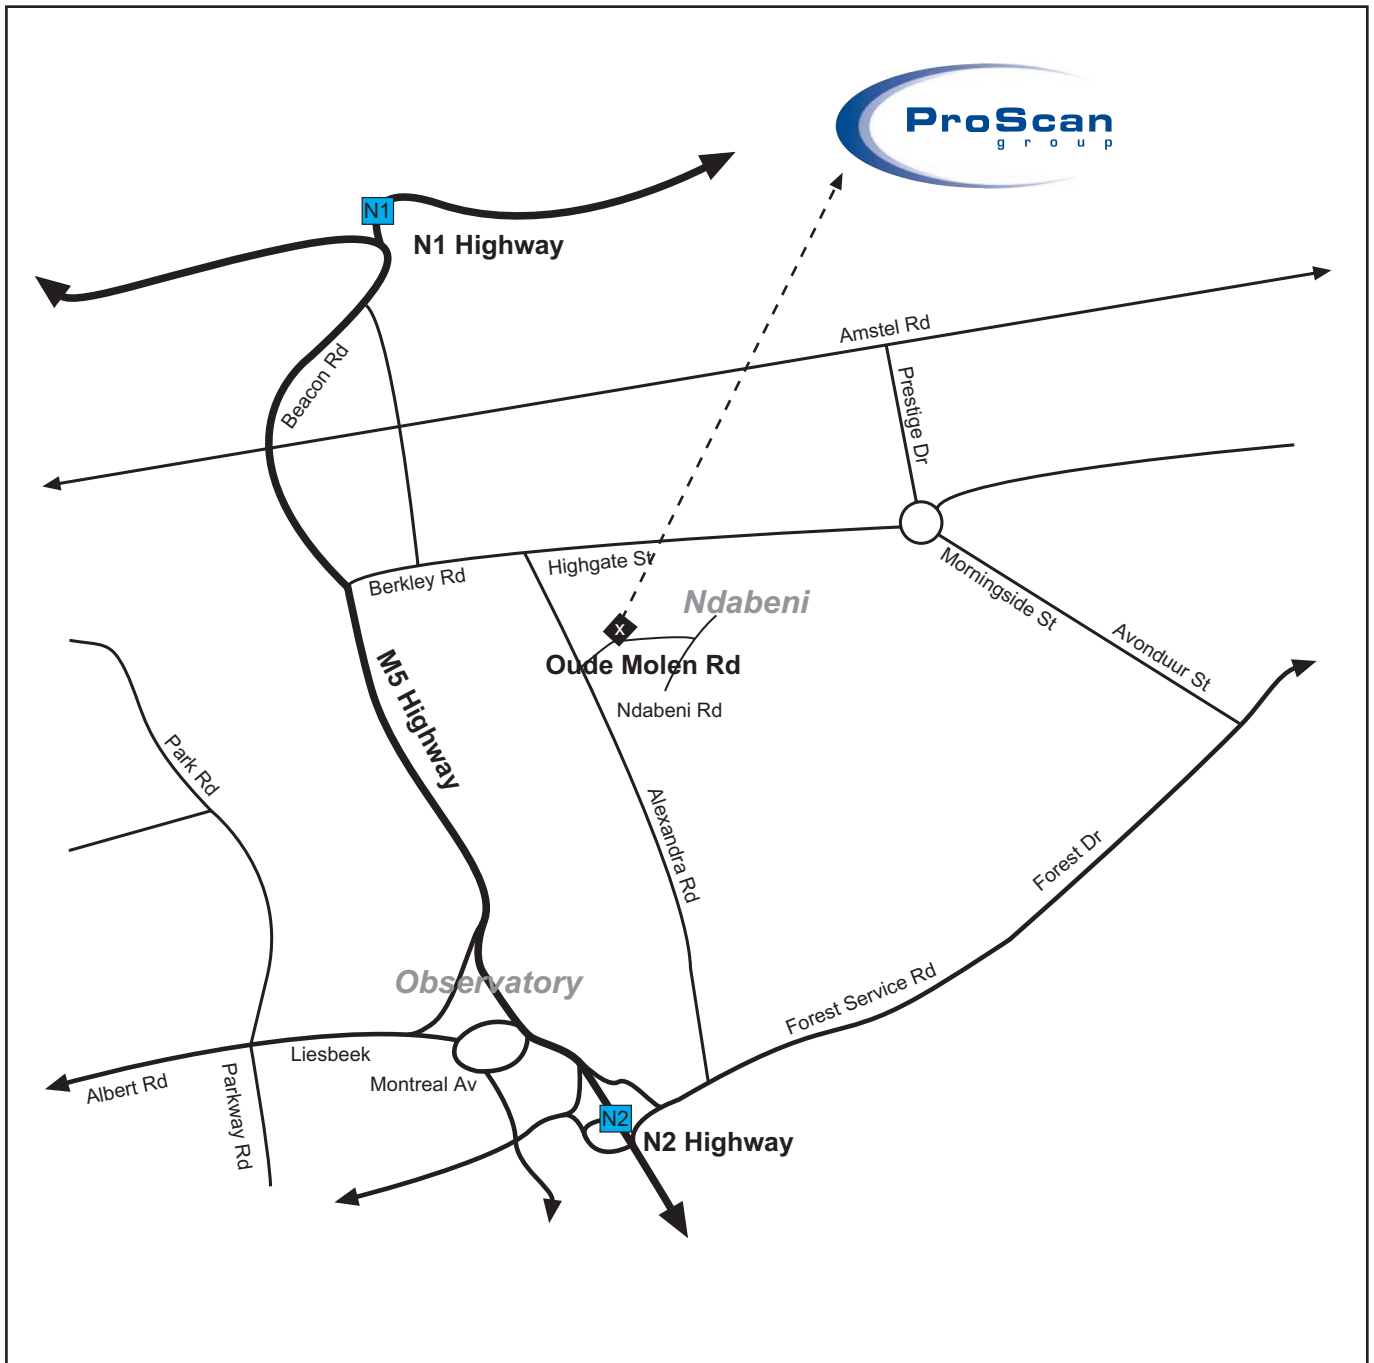 ProScan
group
N1
N1 Highway
Amstel Rd
Beacon Rd
Prestige Dr
Highgate St
Berkley Rd
Morningside St
Ndabeni
x
Avonduur St
Oude Molen Rd
M5 Highway
Ndabeni Rd
Park Rd
Alexandra Rd
Forest Dr
Observatory
Forest Service Rd
Liesbeek
Albert Rd
Montreal Av
Parkway Rd
N2
N2 Highway